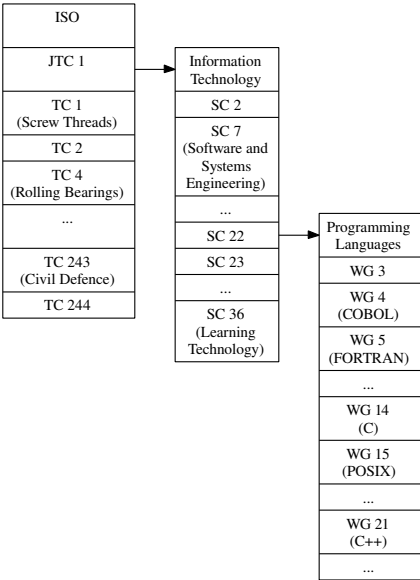 ISO
JTC 1
TC 1
(Screw Threads)
TC 2
TC 4
(Rolling Bearings)
...
TC 243
(Civil Defence)
TC 244
Information
Technology
SC 2
SC 7
(Software and
Systems
Engineering)
...
SC 22
SC 23
...
SC 36
(Learning
Technology)
Programming
Languages
WG 3
WG 4
(COBOL)
WG 5
(FORTRAN)
...
WG 14
(C)
WG 15
(POSIX)
...
WG 21
(C++)
...